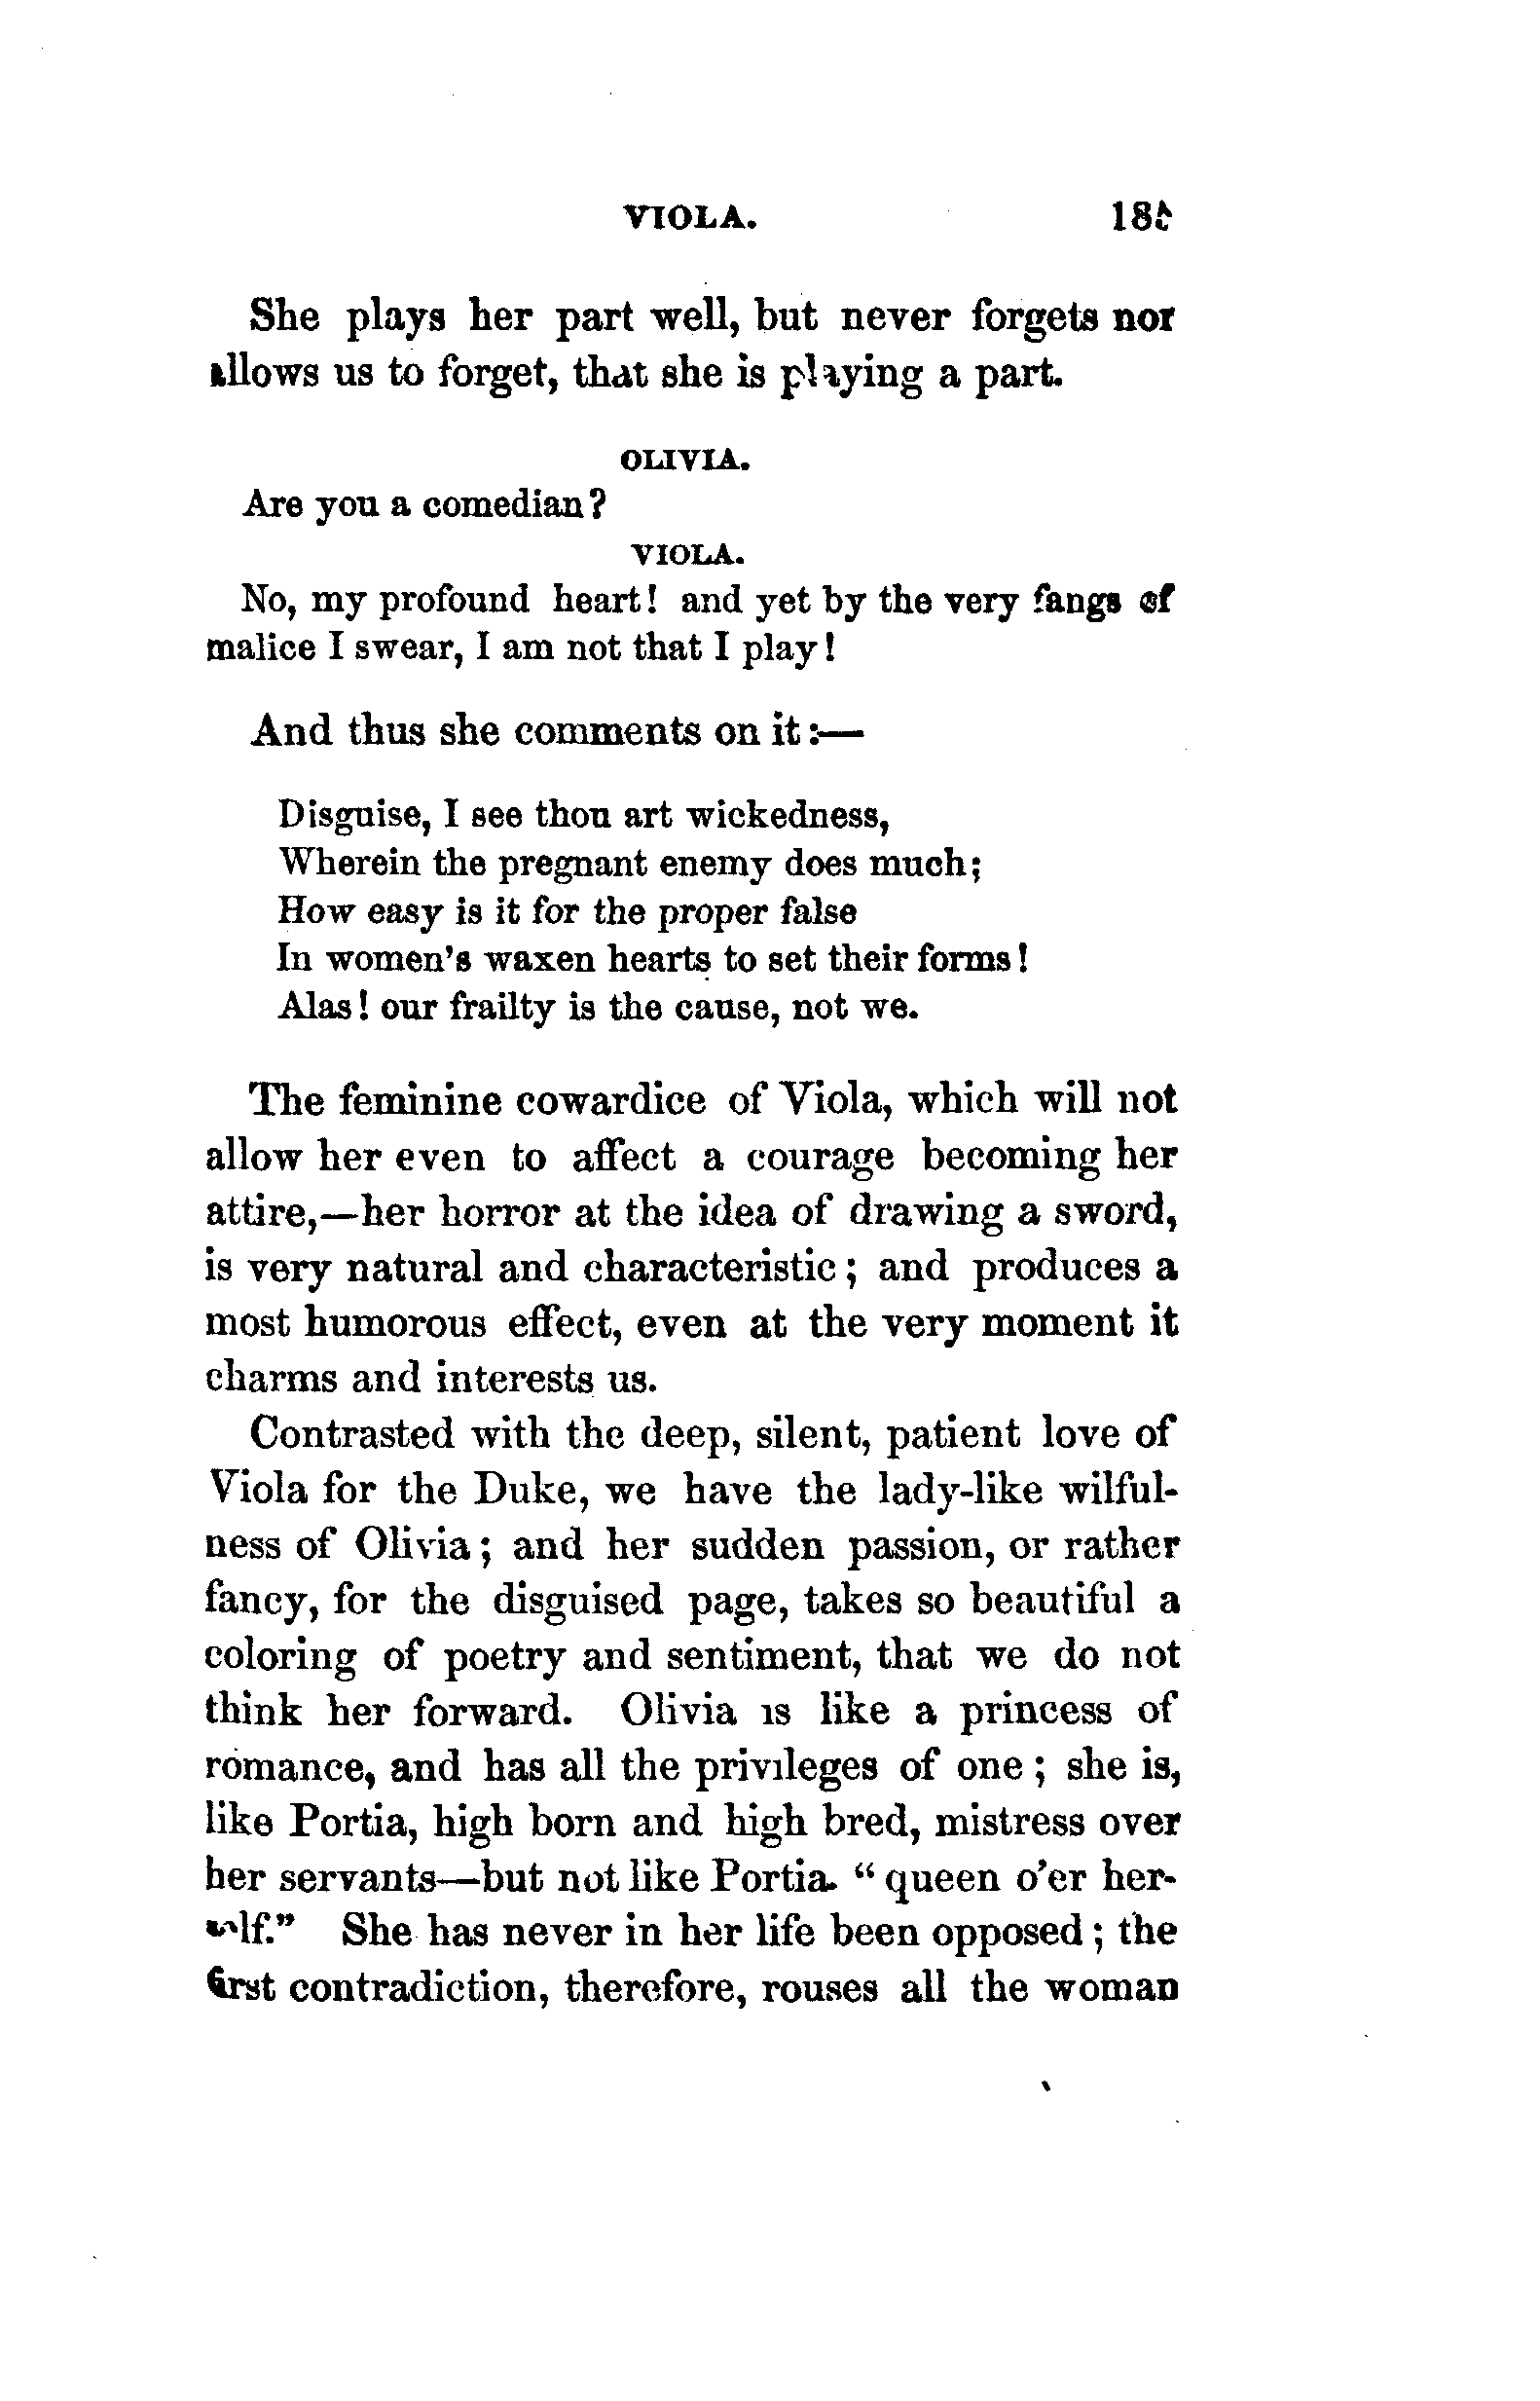 VIOLA. 185
She plays her part well, but never forgets nor
allows us to forget, that she is playing a part.
OLIVIA.
Are you a comedian?
VIOLA.
No, my profound heart! and yet by the very fangs of
malice I swear, I am not that I play!
And thus she comments on it:—
Disguise, I see thou art wickedness,
Wherein the pregnant enemy does much;
How easy is it for the proper false
In women's waxen hearts to set their forms!
Alas! our frailty is the cause, not we.
The feminine cowardice of Viola, which will not
allow her even to affect a courage becoming her
attire,—her horror at the idea of drawing a sword,
is very natural and characteristic; and produces a
most humorous effect, even at the very moment it
charms and interests us.
Contrasted with the deep, silent, patient love of
Viola for the Duke, we have the lady-like wilful-
ness of Olivia; and her sudden passion, or rather
fancy, for the disguised page, takes so beautiful a
coloring of poetry and sentiment, that we do not
think her forward. Olivia is like a princess of
romance, and has all the privileges of one; she is,
like Portia, high born and high bred, mistress over
her servants—but not like Portia. "queen o'er her-
self." She has never in her life been opposed; the
first contradiction, therefore, rouses all the woman